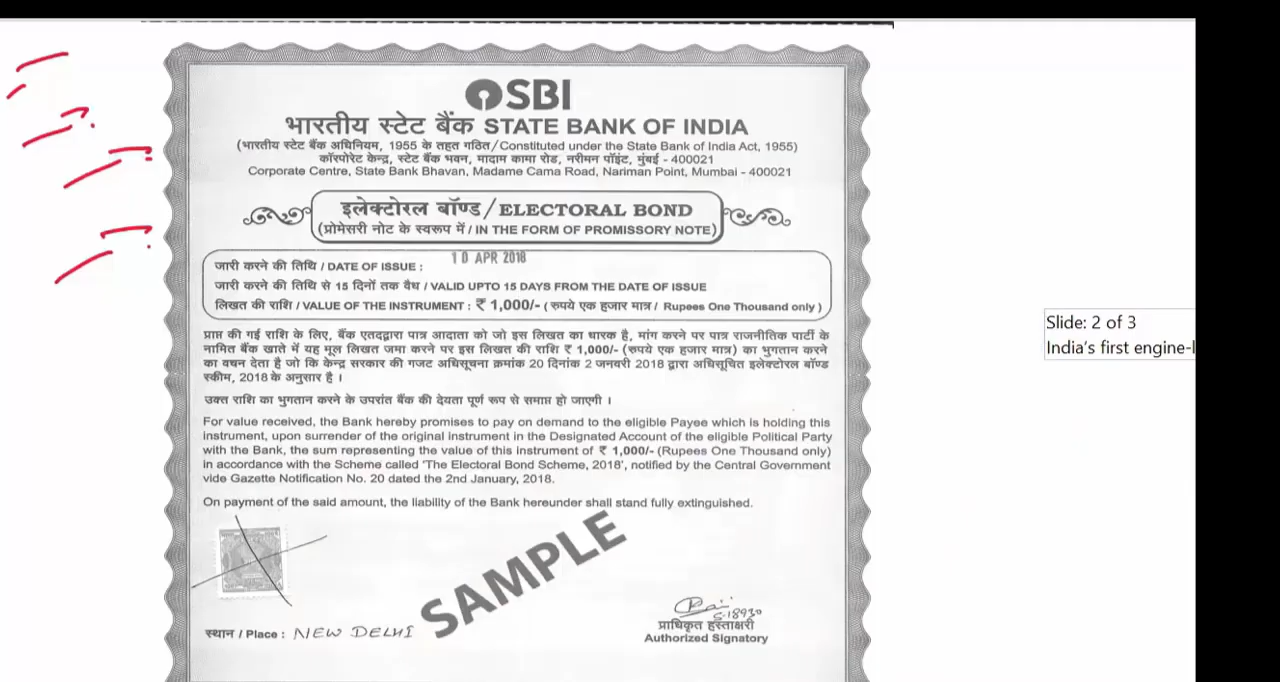 SBI
भारतीय स्टेट बैंक STATE BANK OF INDIA
(भारतीय स्टेट बैंक अधिनियम, 1955 के तहत गठित/Constituted under the State Bank of India Act, 1955)
कॉरपोरेट केन्द्र, स्टेट बैंक भवन, मादाम कामा रोड, नरीमन पॉइंट, मुंबई - 400021
Corporate Centre, State Bank Bhavan, Madame Cama Road, Nariman Point, Mumbai - 400021
इलेक्टोरल बॉण्ड/ELECTORAL BOND
(प्रोमेसरी नोट के स्वरूप में/IN THE FORM OF PROMISSORY NOTE)
जारी करने की तिथि / DATE OF ISSUE : 10 APR 2018
जारी करने की तिथि से 15 दिनों तक वैध / VALID UPTO 15 DAYS FROM THE DATE OF ISSUE
लिखत की राशि / VALUE OF THE INSTRUMENT : ₹ 1,000/- ( रुपये एक हजार मात्र / Rupees One Thousand only )
प्राप्त की गई राशि के लिए, बैंक एतदद्वारा पात्र आदाता को जो इस लिखत का धारक है, मांग करने पर पात्र राजनीतिक पार्टी के
नामित बैंक खाते में यह मूल लिखत जमा करने पर इस लिखत की राशि ₹ 1,000/- (रुपये एक हजार मात्र) का भुगतान करने
का वचन देता है जो कि केन्द्र सरकार की गजट अधिसूचना क्रमांक 20 दिनांक 2 जनवरी 2018 द्वारा अधिसूचित इलेक्टोरल बॉण्ड
स्कीम, 2018 के अनुसार है ।
उक्त राशि का भुगतान करने के उपरांत बैंक की देयता पूर्ण रूप से समाप्त हो जाएगी ।
For value received, the Bank hereby promises to pay on demand to the eligible Payee which is holding this
instrument, upon surrender of the original instrument in the Designated Account of the eligible Political Party
with the Bank, the sum representing the value of this instrument of ₹ 1,000/- (Rupees One Thousand only)
in accordance with the Scheme called 'The Electoral Bond Scheme, 2018', notified by the Central Government
vide Gazette Notification No. 20 dated the 2nd January, 2018.
On payment of the said amount, the liability of the Bank hereunder shall stand fully extinguished.
SAMPLE
S-18930
स्थान / Place : NEW DELHI
प्राधिकृत हस्ताक्षरी
Authorized Signatory
Slide: 2 of 3
India's first engine-l